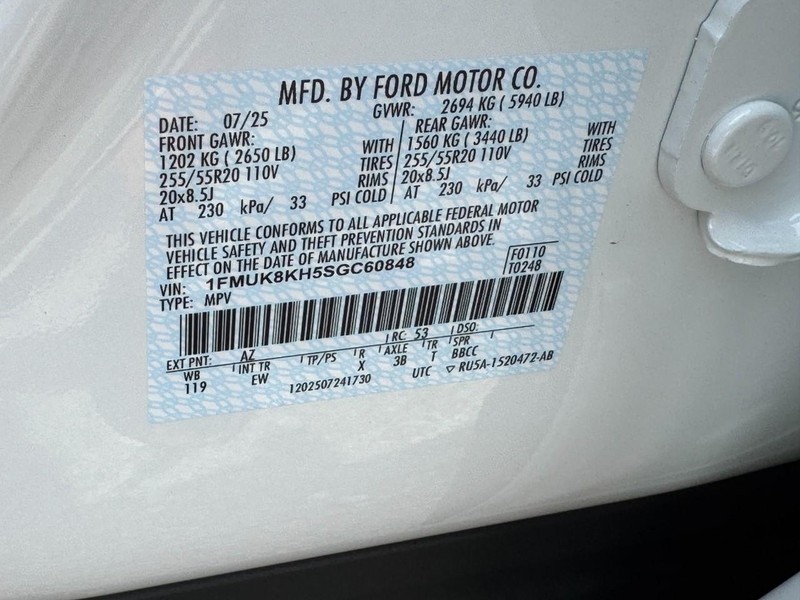 MFD. BY FORD MOTOR CO.
DATE: 07/25 GVWR: 2694 KG ( 5940 LB)
FRONT GAWR: REAR GAWR:
1202 KG ( 2650 LB) WITH 1560 KG ( 3440 LB) WITH
255/55R20 110V TIRES 255/55R20 110V TIRES
20x8.5J RIMS 20x8.5J RIMS
AT 230 kPa/ 33 PSI COLD AT 230 kPa/ 33 PSI COLD
THIS VEHICLE CONFORMS TO ALL APPLICABLE FEDERAL MOTOR
VEHICLE SAFETY AND THEFT PREVENTION STANDARDS IN
EFFECT ON THE DATE OF MANUFACTURE SHOWN ABOVE.
VIN: 1FMUK8KH5SGC60848 F0110
TYPE: MPV T0248
EXT PNT: AZ RC: 53 DSO:
WB INT TR TP/PS R AXLE TR SPR
119 EW X 3B T BBCC
1202507241730 UTC ▽ RU5A-1520472-AB